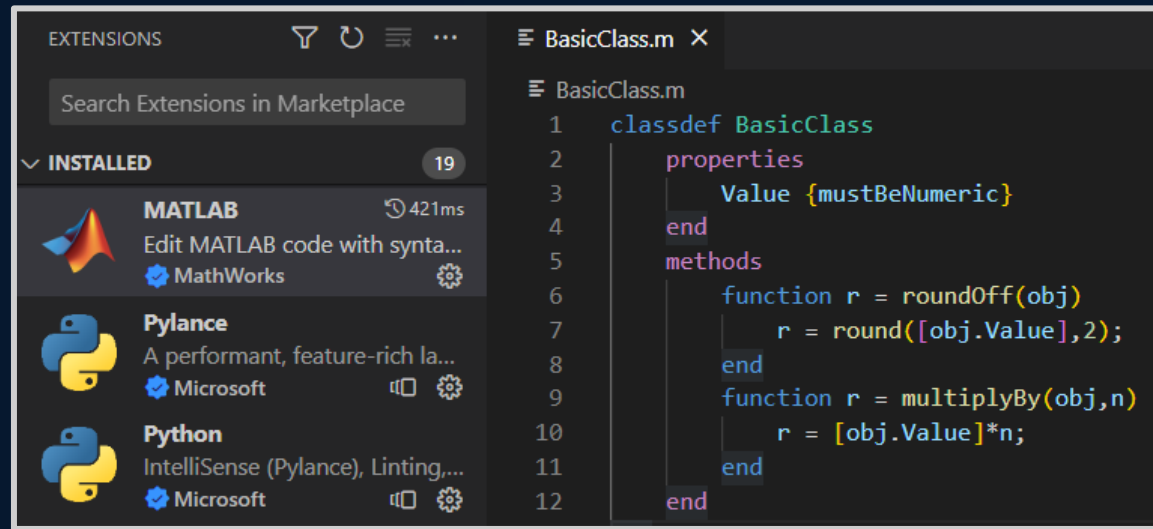 EXTENSIONS
Search Extensions in Marketplace
INSTALLED 19
MATLAB 421ms
Edit MATLAB code with synta...
MathWorks
Pylance
A performant, feature-rich la...
Microsoft
Python
IntelliSense (Pylance), Linting,...
Microsoft
BasicClass.m
BasicClass.m
1 classdef BasicClass
2     properties
3         Value {mustBeNumeric}
4     end
5     methods
6         function r = roundOff(obj)
7             r = round([obj.Value],2);
8         end
9         function r = multiplyBy(obj,n)
10             r = [obj.Value]*n;
11         end
12     end